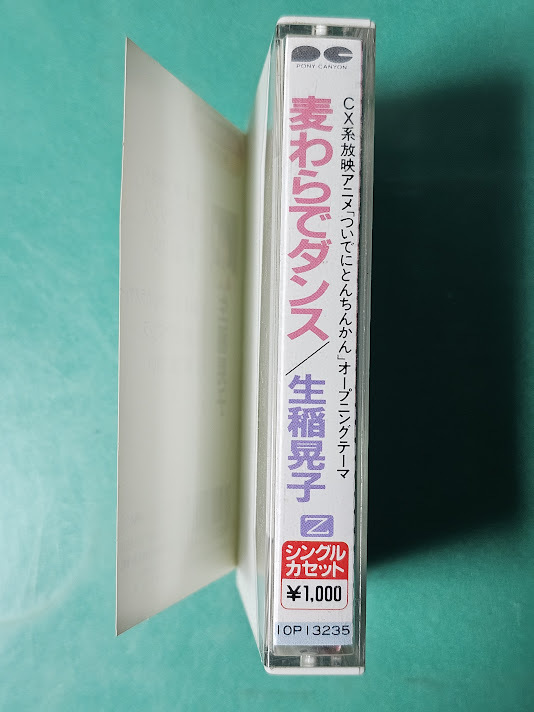 PONY CANYON
CX系放映アニメ「ついでにとんちんかん」オープニングテーマ
麦わらでダンス／生稲晃子
Z
シングル
カセット
¥1,000
10P13235